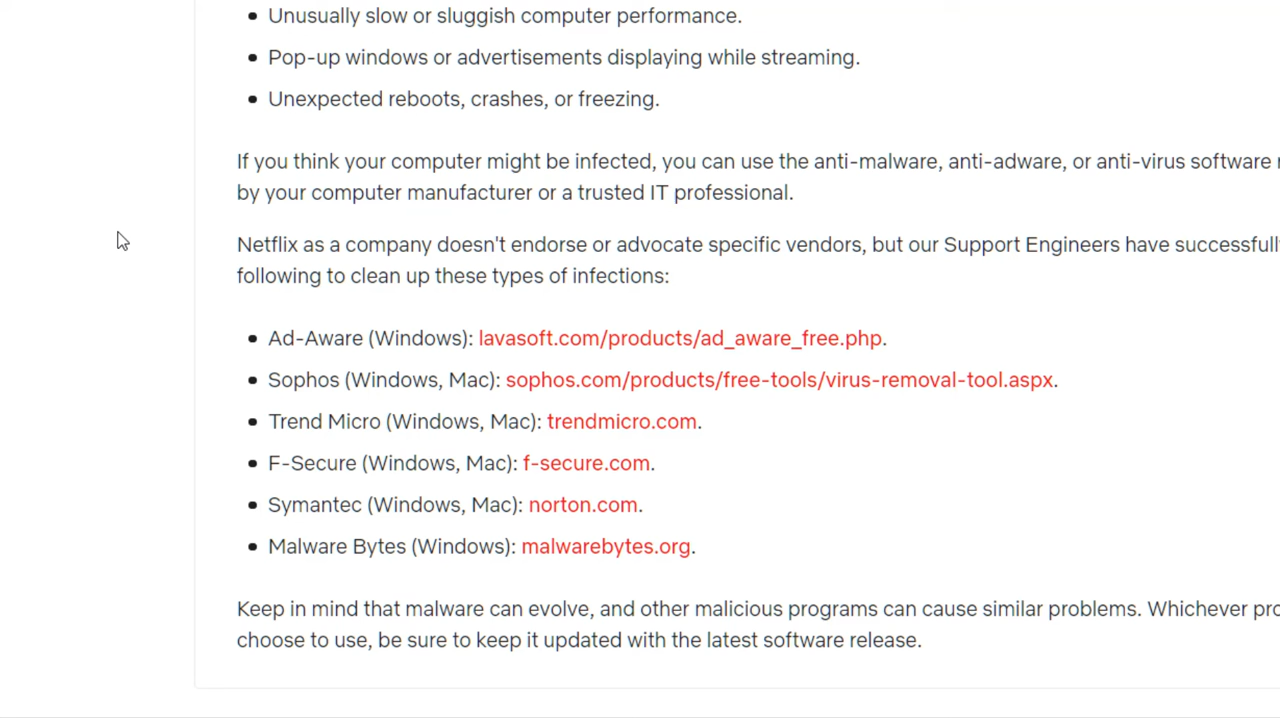 Unusually slow or sluggish computer performance.
Pop-up windows or advertisements displaying while streaming.
Unexpected reboots, crashes, or freezing.
If you think your computer might be infected, you can use the anti-malware, anti-adware, or anti-virus software
by your computer manufacturer or a trusted IT professional.
Netflix as a company doesn't endorse or advocate specific vendors, but our Support Engineers have
following to clean up these types of infections:
Ad-Aware (Windows): lavasoft.com/products/ad_aware_free.php.
Sophos (Windows, Mac): sophos.com/products/free-tools/virus-removal-tool.aspx.
Trend Micro (Windows, Mac): trendmicro.com.
F-Secure (Windows, Mac): f-secure.com.
Symantec (Windows, Mac): norton.com.
Malware Bytes (Windows): malwarebytes.org.
Keep in mind that malware can evolve, and other malicious programs can cause similar problems. Whichever
choose to use, be sure to keep it updated with the latest software release.